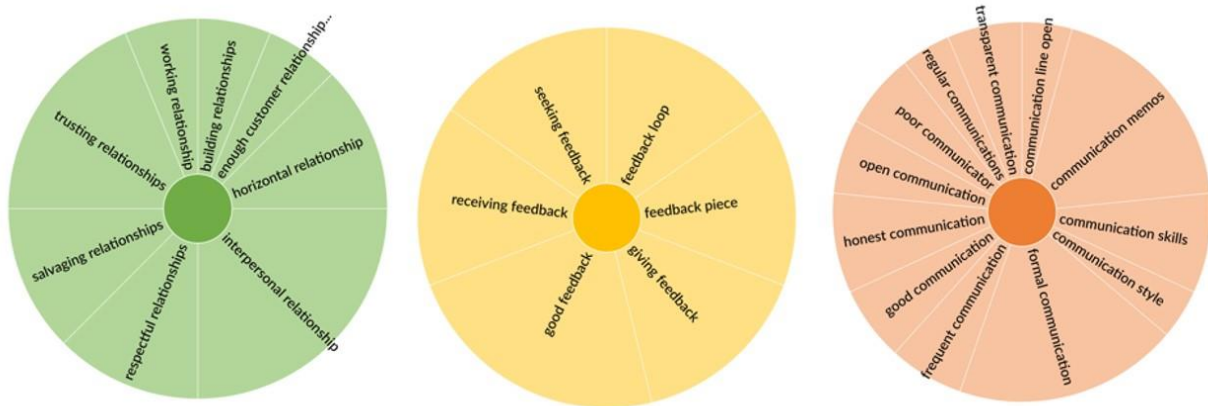 working relationship
building relationships
enough customer relationship...
horizontal relationship
interpersonal relationship
respectful relationships
salvaging relationships
trusting relationships
seeking feedback
feedback loop
feedback piece
giving feedback
good feedback
receiving feedback
transparent communication
communication line open
communication memos
communication skills
communication style
formal communication
frequent communication
good communication
honest communication
open communication
poor communicator
regular communications